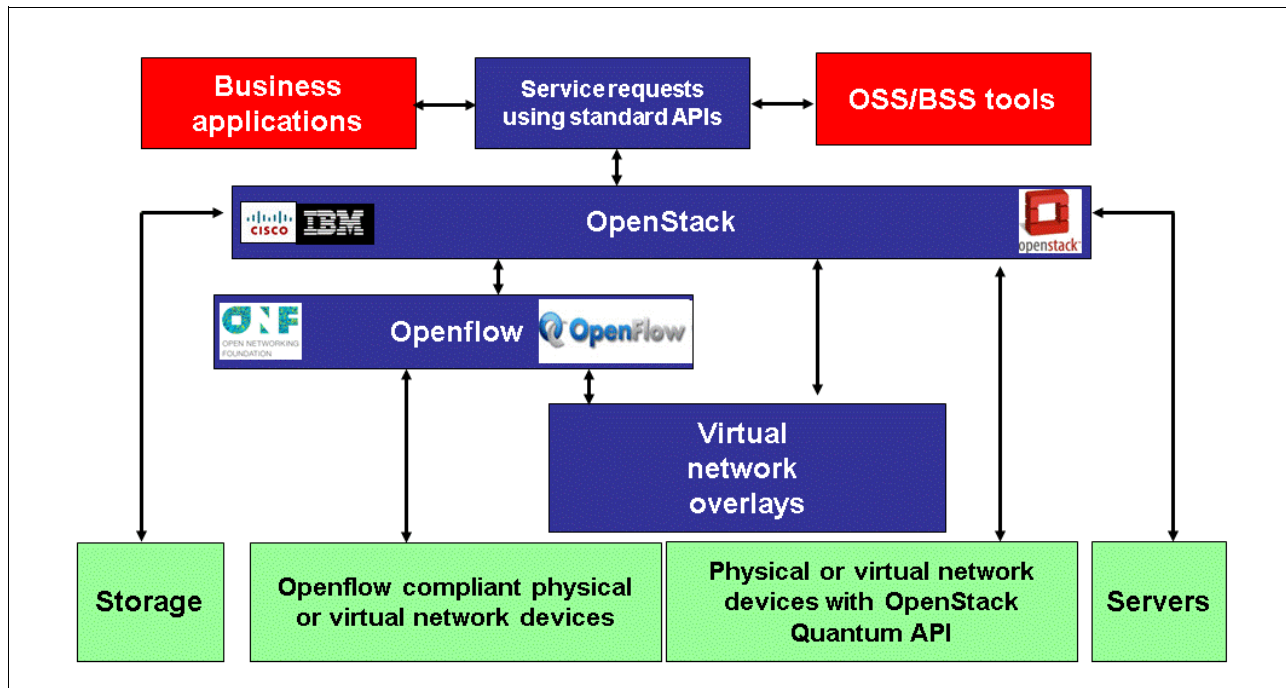 Business
applications
Service requests
using standard APIs
OSS/BSS tools
CISCO
IBM
OpenStack
openstack™
ONF
OPEN NETWORKING
FOUNDATION
Openflow
OpenFlow
Virtual
network
overlays
Storage
Openflow compliant physical
or virtual network devices
Physical or virtual network
devices with OpenStack
Quantum API
Servers